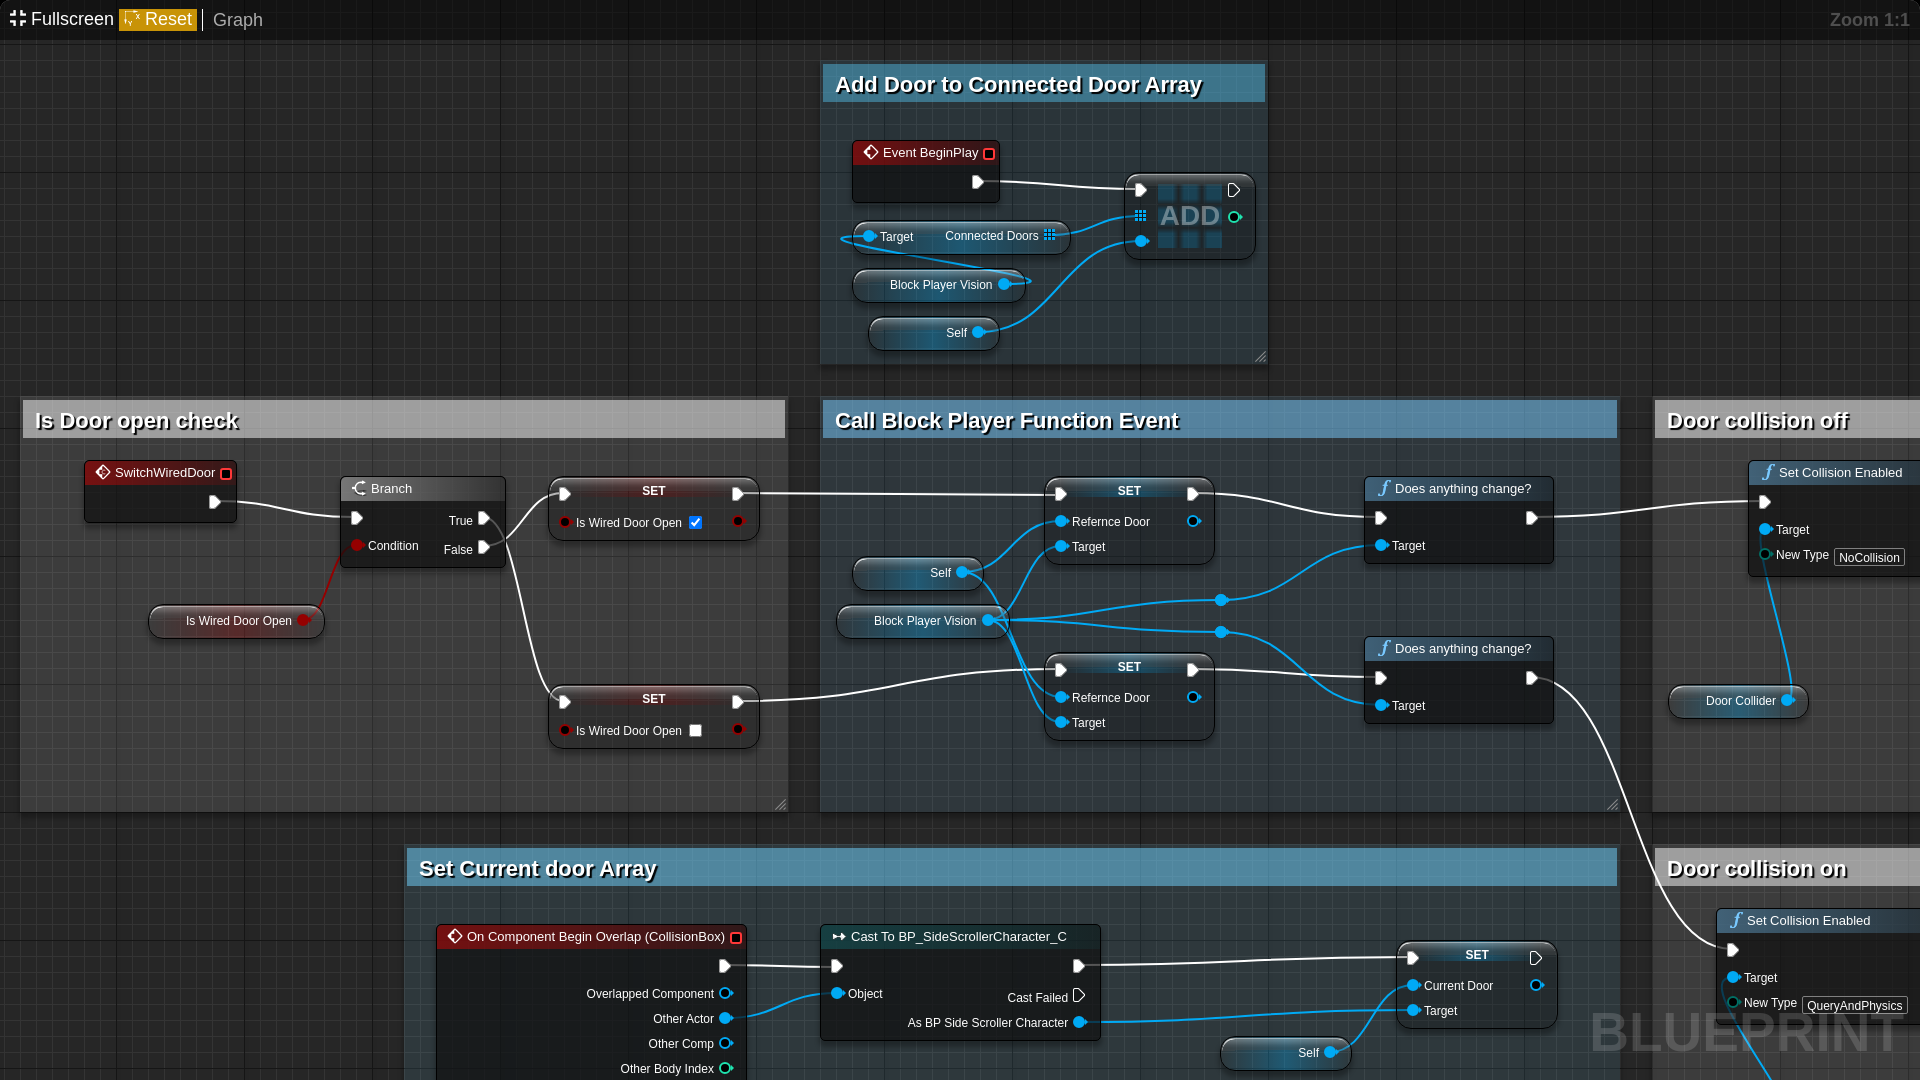 Fullscreen Reset Graph Zoom 1:1
Add Door to Connected Door Array
Event BeginPlay
ADD
Target Connected Doors
Block Player Vision
Self
Is Door open check
SwitchWiredDoor
Branch
True
Condition False
Is Wired Door Open
SET
Is Wired Door Open
SET
Is Wired Door Open
Call Block Player Function Event
SET
Refernce Door
Target
Self
Block Player Vision
SET
Refernce Door
Target
Does anything change?
Target
Does anything change?
Target
Door collision off
Set Collision Enabled
Target
New Type NoCollision
Door Collider
Set Current door Array
On Component Begin Overlap (CollisionBox)
Overlapped Component
Other Actor
Other Comp
Other Body Index
Cast To BP_SideScrollerCharacter_C
Object
Cast Failed
As BP Side Scroller Character
SET
Current Door
Target
Self
Door collision on
Set Collision Enabled
Target
New Type QueryAndPhysics
BLUEPRINT